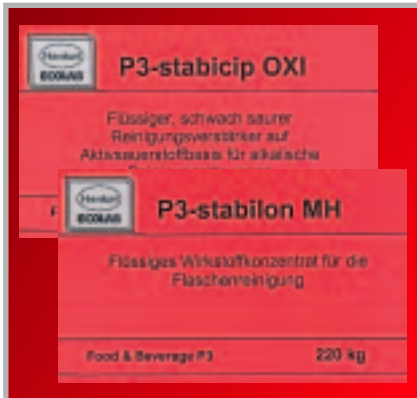 Henkel
ECOLAB
P3-stabicip OXI
Flüssiger, schwach saurer
Reinigungsverstärker auf
Aktivsauerstoffbasis für alkalische
F
Henkel
ECOLAB
P3-stabilon MH
Flüssiges Wirkstoffkonzentrat für die
Flaschenreinigung
Food & Beverage P3 220 kg